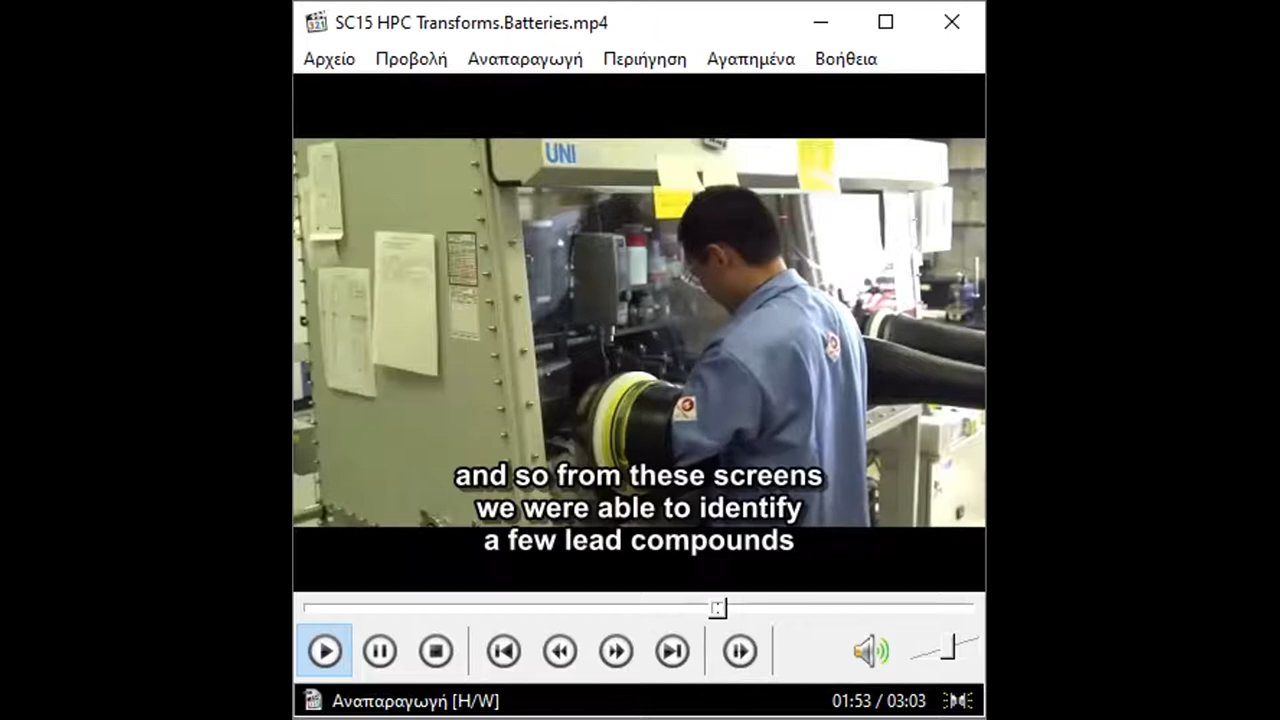 SC15 HPC Transforms.Batteries.mp4
Αρχείο Προβολή Αναπαραγωγή Περιήγηση Αγαπημένα Βοήθεια
UNI
and so from these screens
we were able to identify
a few lead compounds
Αναπαραγωγή [H/W] 01:53 / 03:03